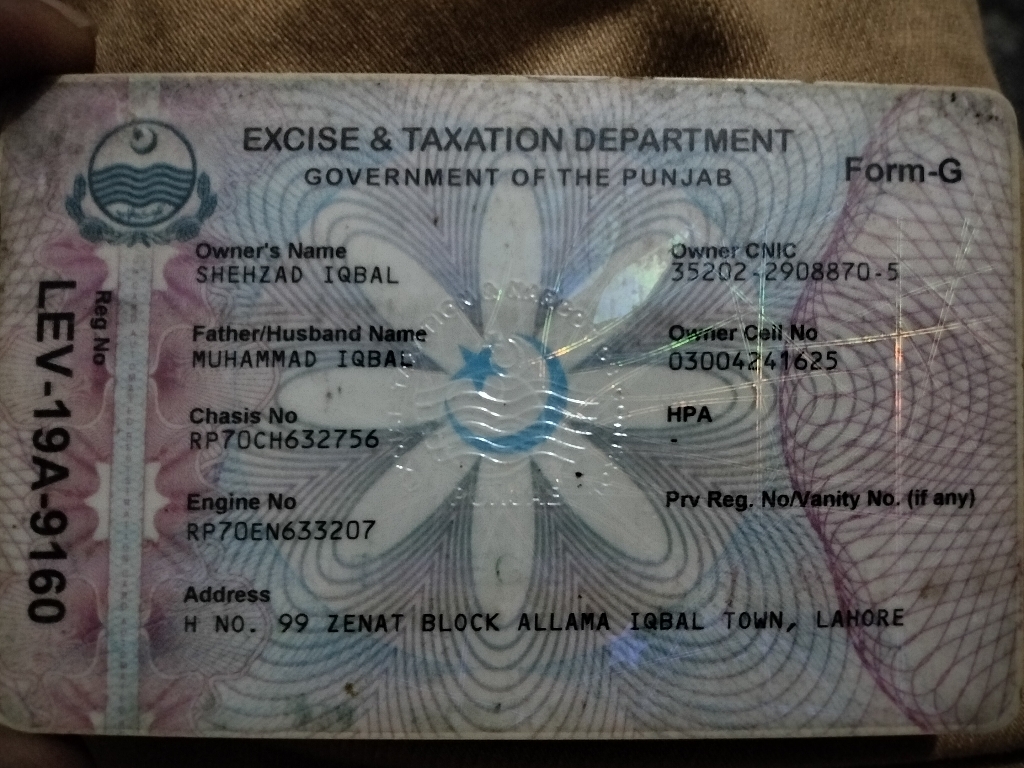 EXCISE & TAXATION DEPARTMENT
GOVERNMENT OF THE PUNJAB
Form-G
Reg No
LEV-19A-9160
Owner's Name
SHEHZAD IQBAL
Owner CNIC
35202-2908870-5
Father/Husband Name
MUHAMMAD IQBAL
Owner Cell No
03004241625
Chasis No
RP70CH632756
HPA
-
Engine No
RP70EN633207
Prv Reg. No/Vanity No. (if any)
Address
H NO. 99 ZENAT BLOCK ALLAMA IQBAL TOWN, LAHORE